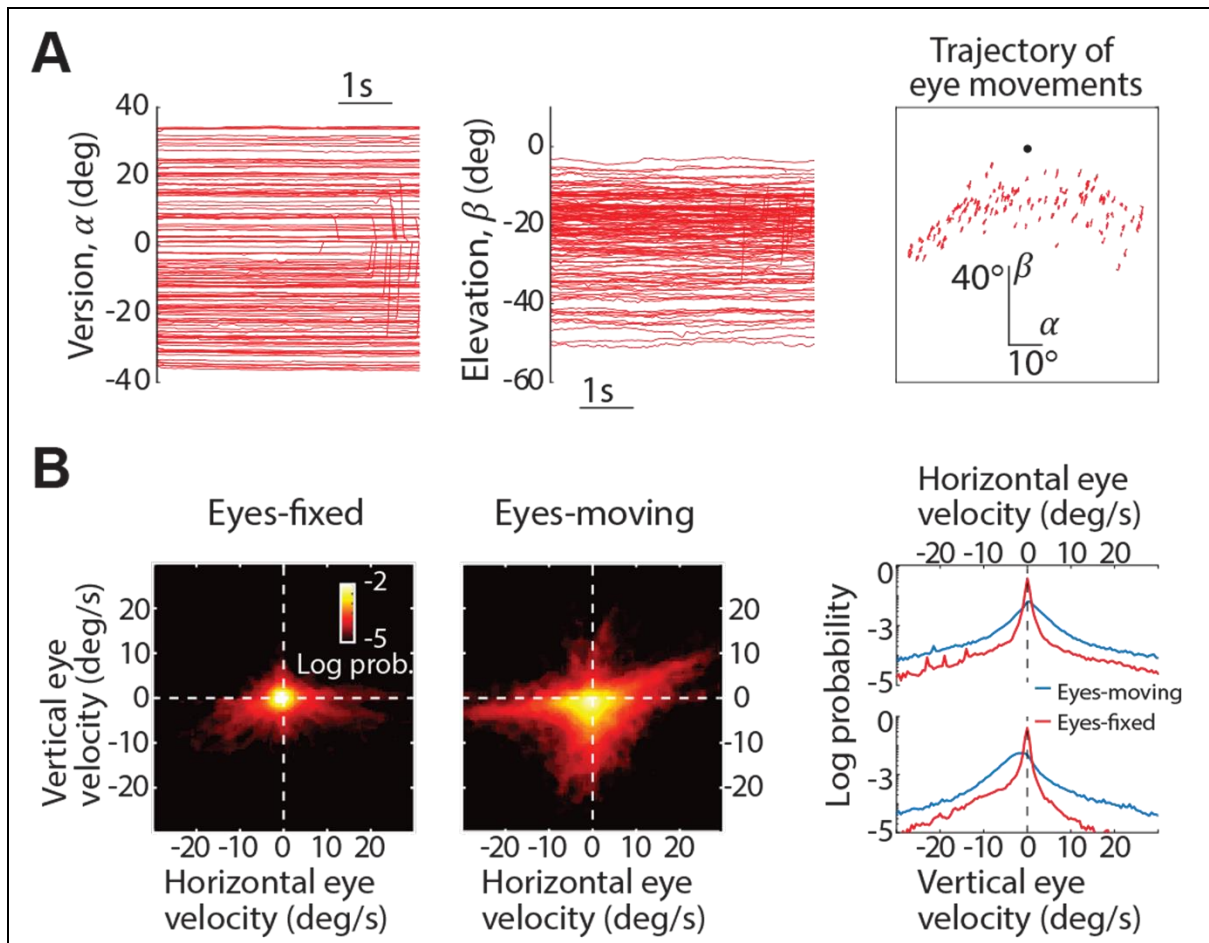 A
1s
Version, α (deg)
40
20
0
-20
-40
Elevation, β (deg)
0
-20
-40
-60
1s
Trajectory of
eye movements
40° β
α
10°
B
Eyes-fixed
Vertical eye
velocity (deg/s)
20
10
0
-10
-20
-2
-5
Log prob.
-20 -10 0 10 20
Horizontal eye
velocity (deg/s)
Eyes-moving
20
10
0
-10
-20
-20 -10 0 10 20
Horizontal eye
velocity (deg/s)
Horizontal eye
velocity (deg/s)
-20 -10 0 10 20
Log probability
0
-3
-5
Eyes-moving
Eyes-fixed
0
-3
-5
-20 -10 0 10 20
Vertical eye
velocity (deg/s)